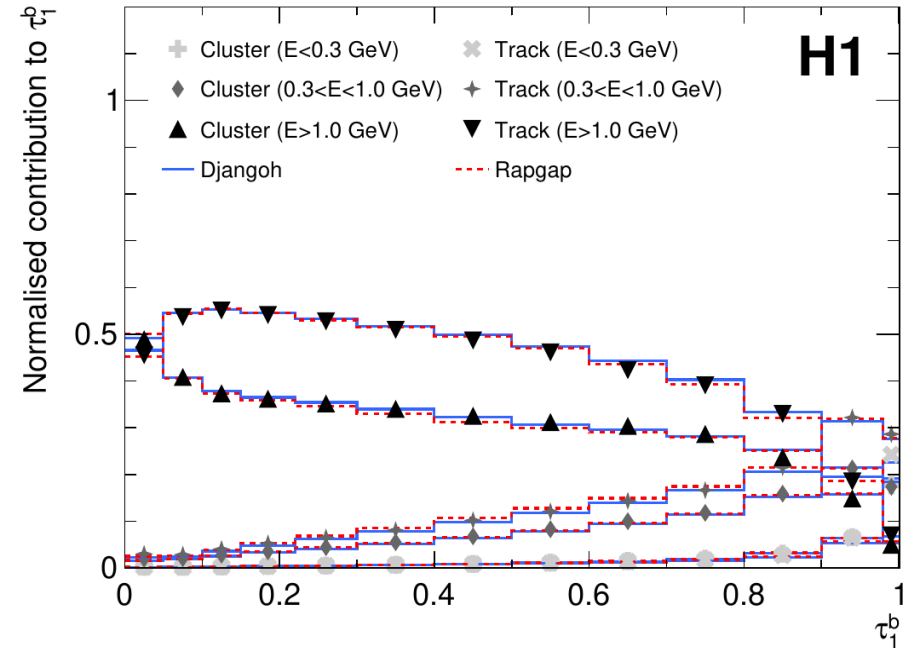 Normalised contribution to τ₁ᵇ
H1
Cluster (E<0.3 GeV)
Track (E<0.3 GeV)
Cluster (0.3<E<1.0 GeV)
Track (0.3<E<1.0 GeV)
Cluster (E>1.0 GeV)
Track (E>1.0 GeV)
Djangoh
Rapgap
1
0.5
0
0 0.2 0.4 0.6 0.8 1
τ₁ᵇ